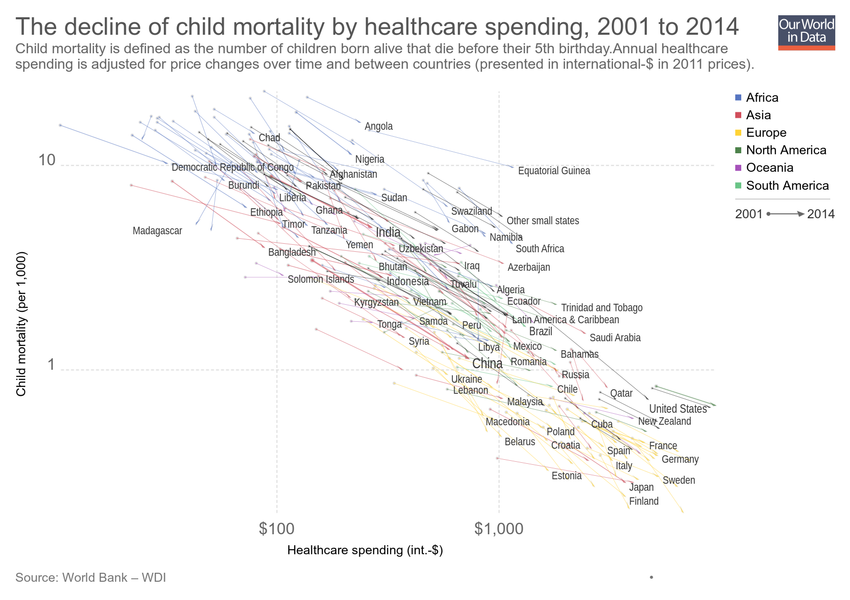 The decline of child mortality by healthcare spending, 2001 to 2014
Our World
in Data
Child mortality is defined as the number of children born alive that die before their 5th birthday.Annual healthcare
spending is adjusted for price changes over time and between countries (presented in international-$ in 2011 prices).
Africa
Asia
Europe
North America
Oceania
South America
2001
2014
Angola
Chad
10
Nigeria
Democratic Republic of Congo
Afghanistan
Equatorial Guinea
Burundi
Pakistan
Liberia
Sudan
Ethiopia
Ghana
Swaziland
Timor
Other small states
Madagascar
Tanzania
India
Gabon
Namibia
Yemen
Uzbekistan
South Africa
Bangladesh
Bhutan
Iraq
Azerbaijan
Solomon Islands
Indonesia
Tuvalu
Algeria
Kyrgyzstan
Vietnam
Ecuador
Trinidad and Tobago
Tonga
Samoa
Peru
Latin America & Caribbean
Brazil
Syria
Libya
Mexico
Saudi Arabia
Bahamas
1
China
Romania
Ukraine
Russia
Lebanon
Chile
Qatar
Malaysia
United States
Macedonia
Cuba
New Zealand
Poland
Belarus
Croatia
France
Spain
Germany
Italy
Estonia
Sweden
Japan
Finland
Child mortality (per 1,000)
$100
$1,000
Healthcare spending (int.-$)
Source: World Bank – WDI